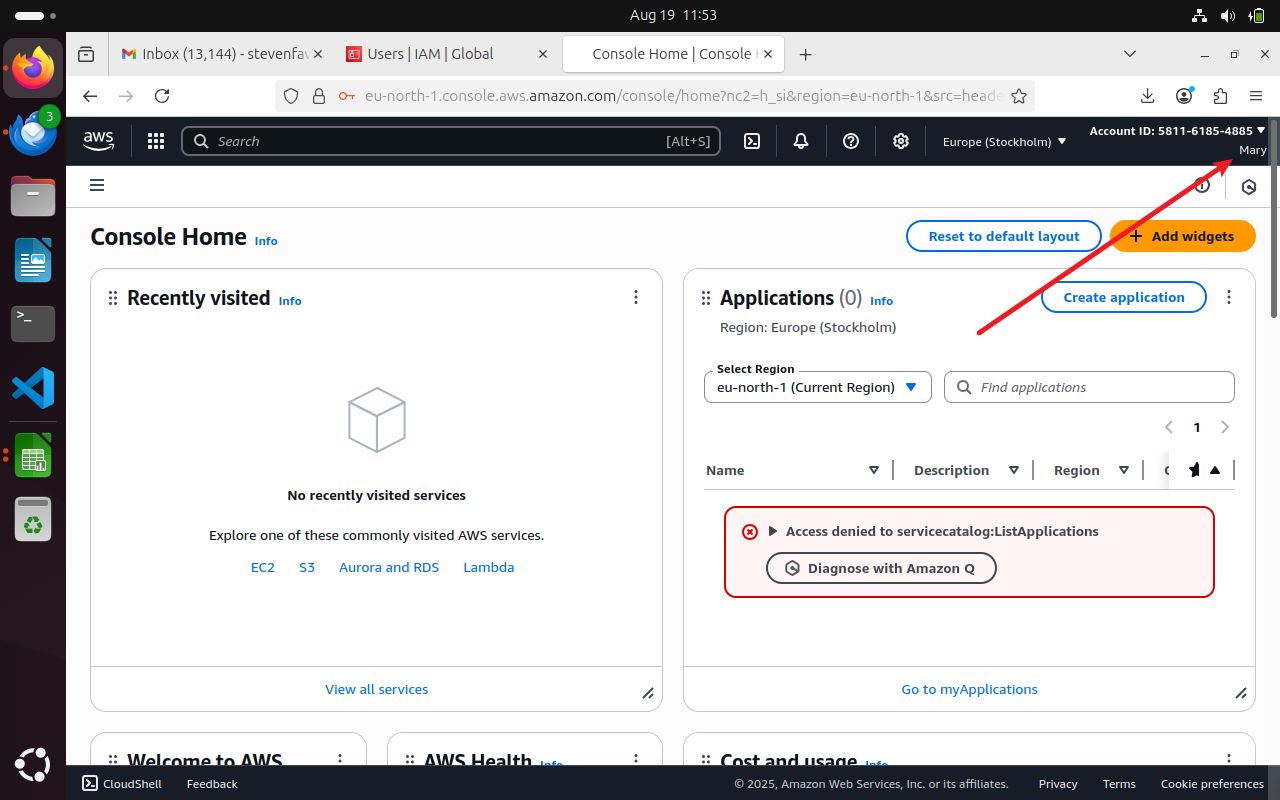 Aug 19 11:53
Inbox (13,144) - stevenfav
Users | IAM | Global
Console Home | Console
eu-north-1.console.aws.amazon.com/console/home?nc2=h_si&region=eu-north-1&src=heade
3
aws
Search
[Alt+S]
Europe (Stockholm)
Account ID: 5811-6185-4885
Mary
Console Home Info
Reset to default layout
Add widgets
Recently visited Info
No recently visited services
Explore one of these commonly visited AWS services.
EC2 S3 Aurora and RDS Lambda
View all services
Applications (0) Info
Create application
Region: Europe (Stockholm)
Select Region
eu-north-1 (Current Region)
Find applications
1
Name Description Region
Access denied to servicecatalog:ListApplications
Diagnose with Amazon Q
Go to myApplications
Welcome to AWS
AWS Health Info
Cost and usage Info
CloudShell Feedback
© 2025, Amazon Web Services, Inc. or its affiliates.
Privacy Terms Cookie preferences